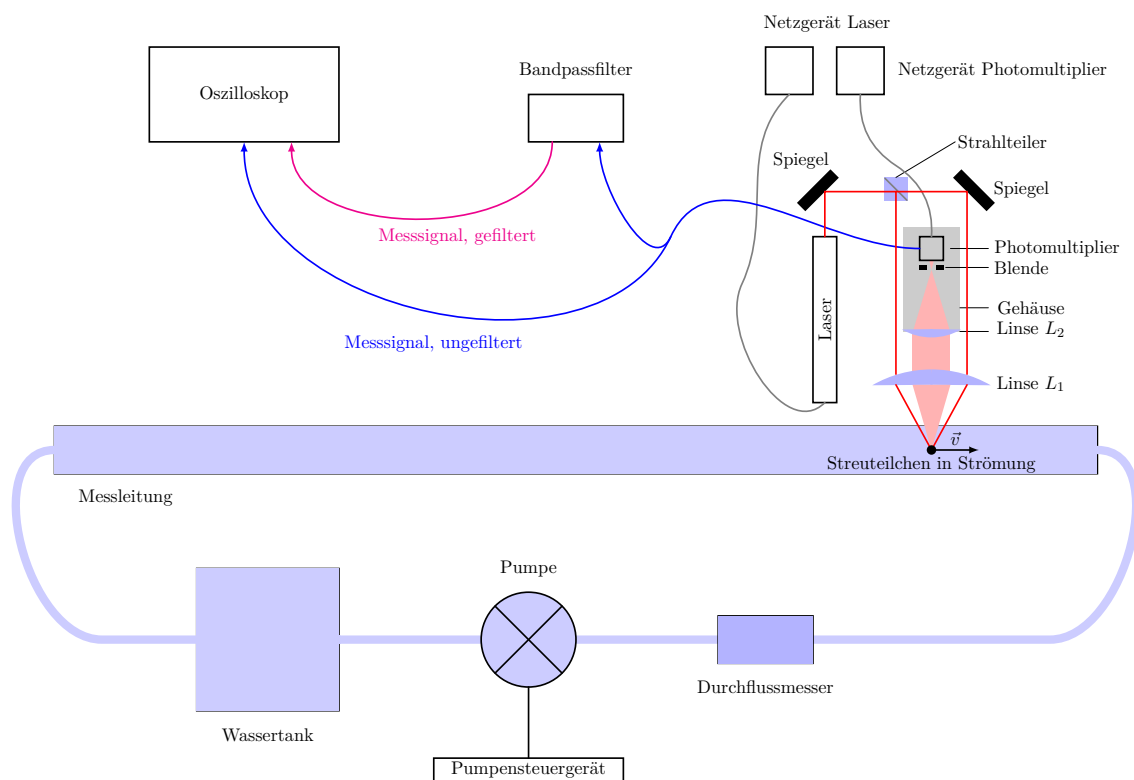 Netzgerät Laser
Netzgerät Photomultiplier
Bandpassfilter
Oszilloskop
Strahlteiler
Spiegel
Spiegel
Messsignal, gefiltert
Photomultiplier
Blende
Gehäuse
Laser
Linse L₂
Messsignal, ungefiltert
Linse L₁
v⃗
Streuteilchen in Strömung
Messleitung
Pumpe
Durchflussmesser
Wassertank
Pumpensteuergerät